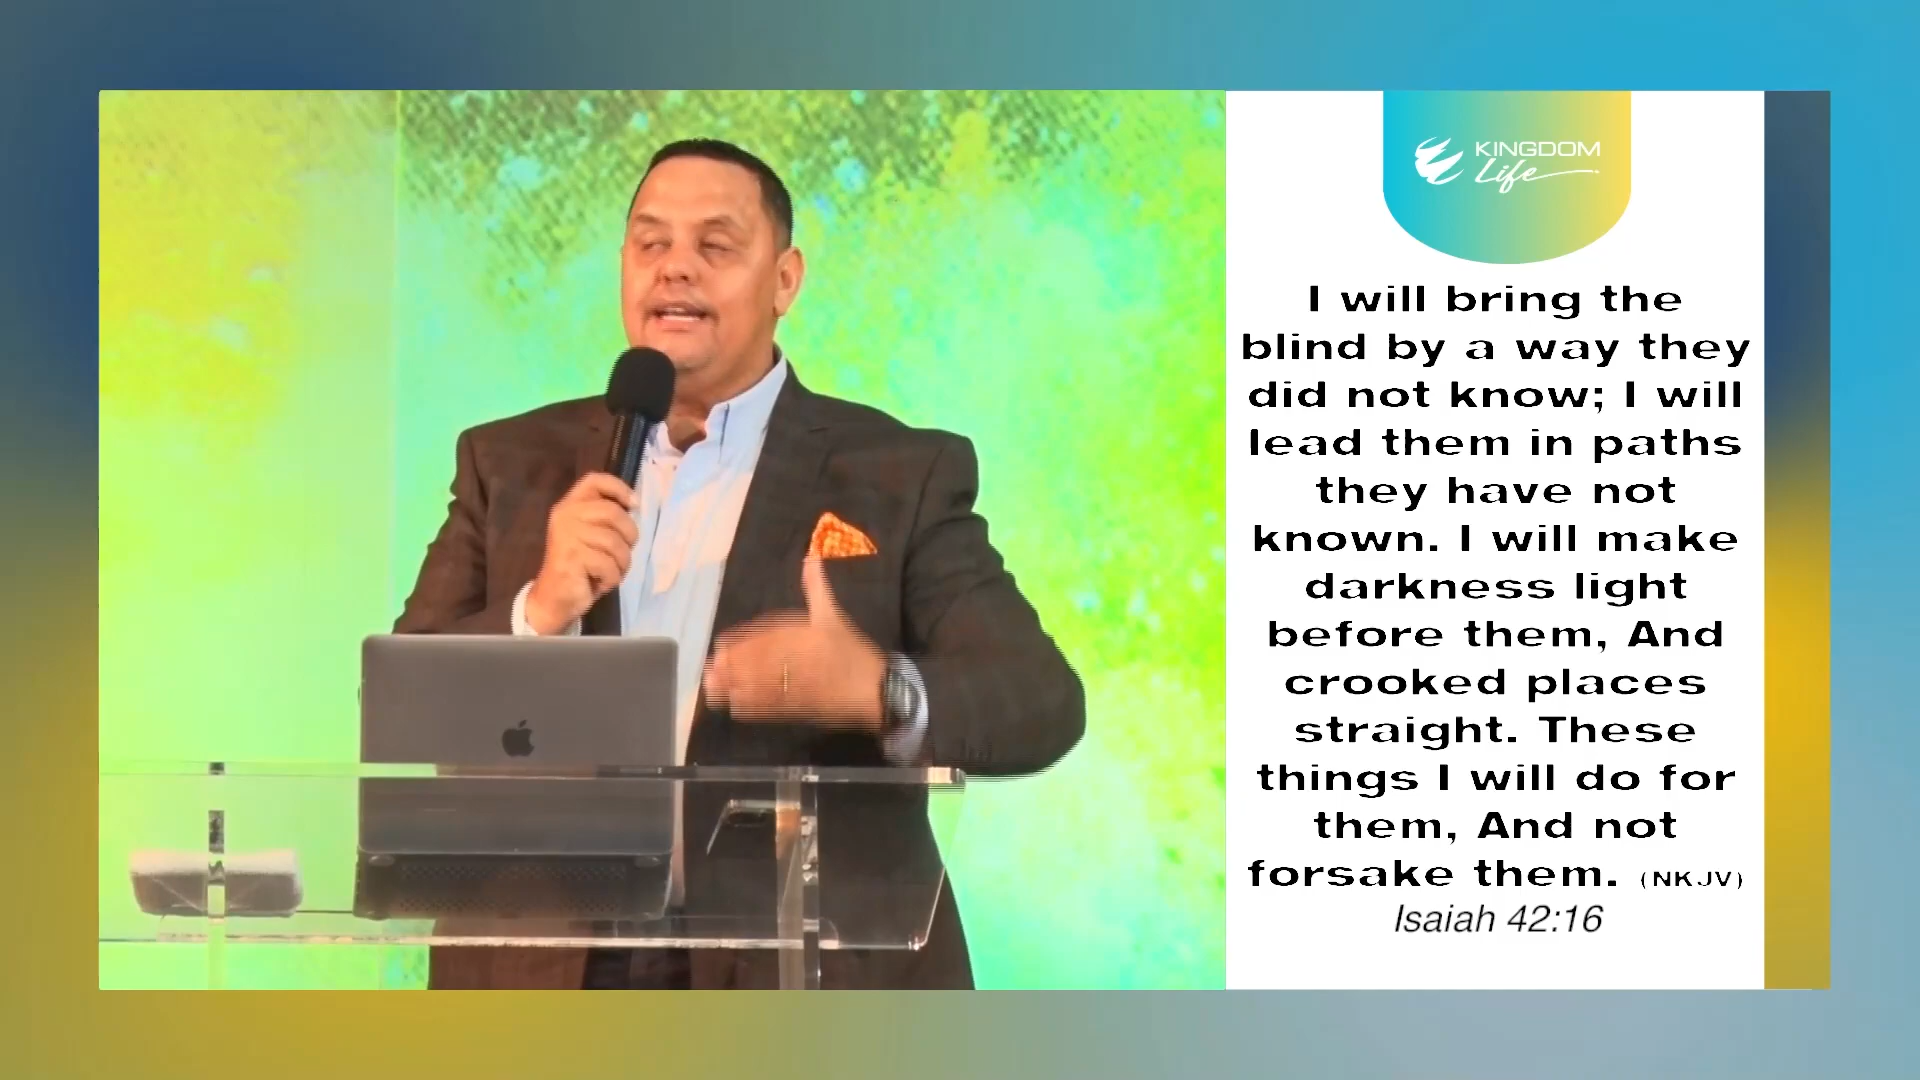 KINGDOM
Life
I will bring the
blind by a way they
did not know; I will
lead them in paths
they have not
known. I will make
darkness light
before them, And
crooked places
straight. These
things I will do for
them, And not
forsake them. (NKJV)
Isaiah 42:16